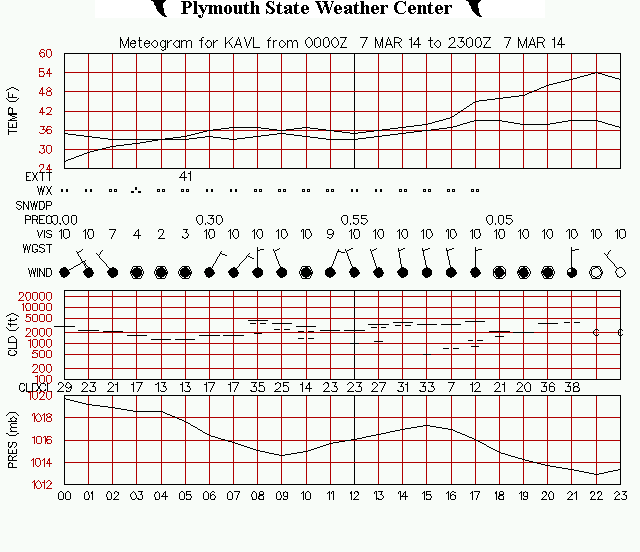 Plymouth State Weather Center
Meteogram for KAVL from 0000Z 7 MAR 14 to 2300Z 7 MAR 14
TEMP (F)
60
54
48
42
36
30
24
EXTT 41
WX
SNWDP
PREC 0.00 0.30 0.55 0.05
VIS 10 10 7 4 2 3 10 10 10 10 10 9 10 10 10 10 10 10 10 10 10 10 10 10
WGST
WIND
CLD (ft)
20000
10000
5000
2000
1000
500
200
100
CLDCL 29 23 21 17 13 13 17 17 35 25 14 23 23 27 31 33 7 12 21 20 36 38
C C
PRES (mb)
1020
1018
1016
1014
1012
00 01 02 03 04 05 06 07 08 09 10 11 12 13 14 15 16 17 18 19 20 21 22 23